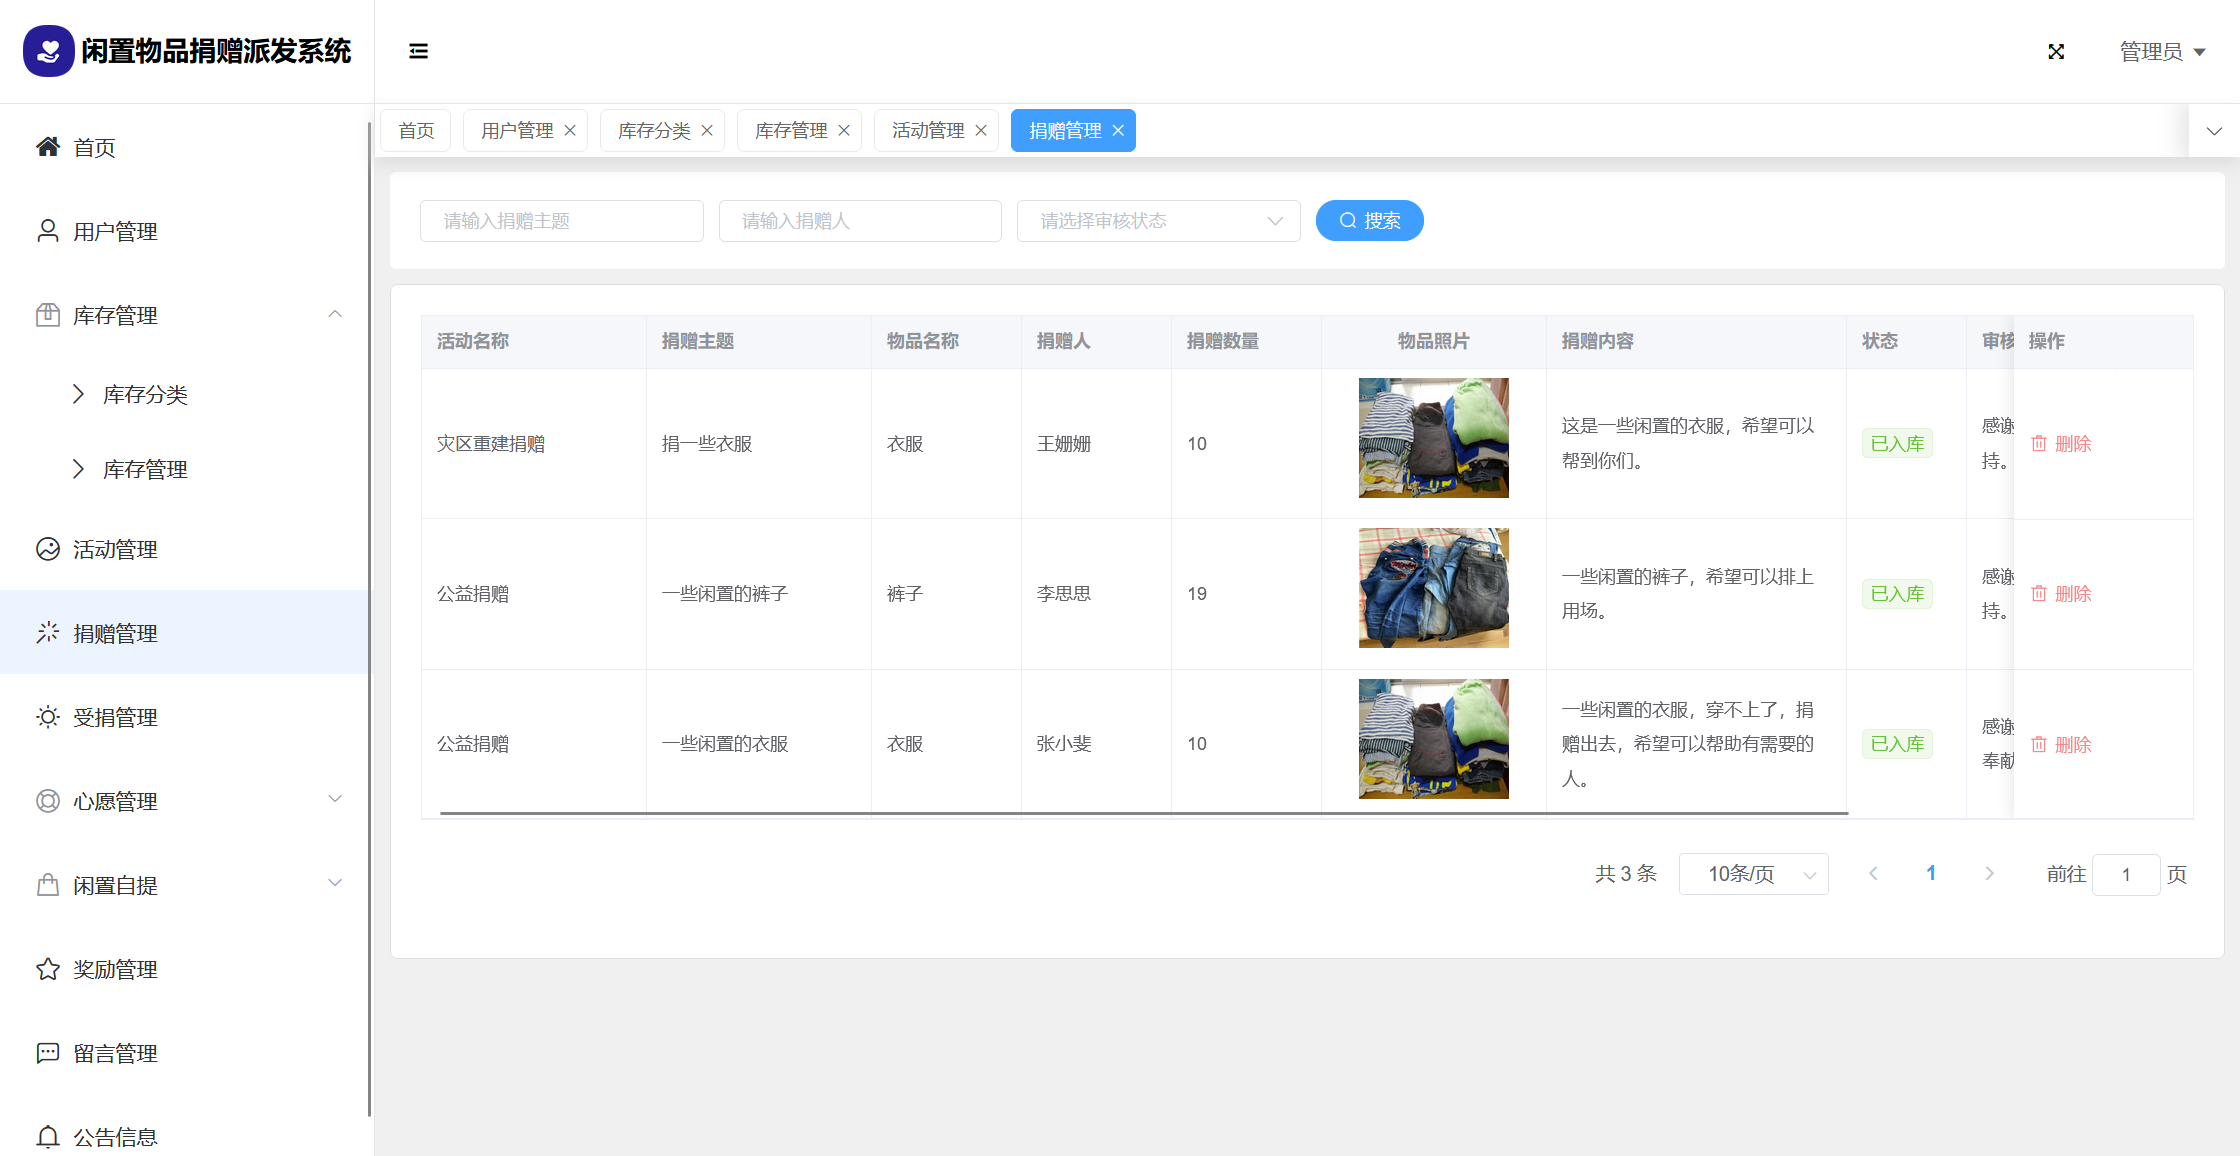 闲置物品捐赠派发系统
管理员
首页
用户管理
库存管理
库存分类
库存管理
活动管理
捐赠管理
受捐管理
心愿管理
闲置自提
奖励管理
留言管理
公告信息
首页 用户管理 库存分类 库存管理 活动管理 捐赠管理
请输入捐赠主题 请输入捐赠人 请选择审核状态 搜索
活动名称 捐赠主题 物品名称 捐赠人 捐赠数量 物品照片 捐赠内容 状态 审核 操作
灾区重建捐赠 捐一些衣服 衣服 王姗姗 10 这是一些闲置的衣服，希望可以 已入库 感谢 删除
帮到你们。 持。
公益捐赠 一些闲置的裤子 裤子 李思思 19 一些闲置的裤子，希望可以排上 已入库 感谢 删除
用场。 持。
公益捐赠 一些闲置的衣服 衣服 张小斐 10 一些闲置的衣服，穿不上了，捐 已入库 感谢 删除
赠出去，希望可以帮助有需要的 奉献
人。
共 3 条 10条/页 1 前往 1 页